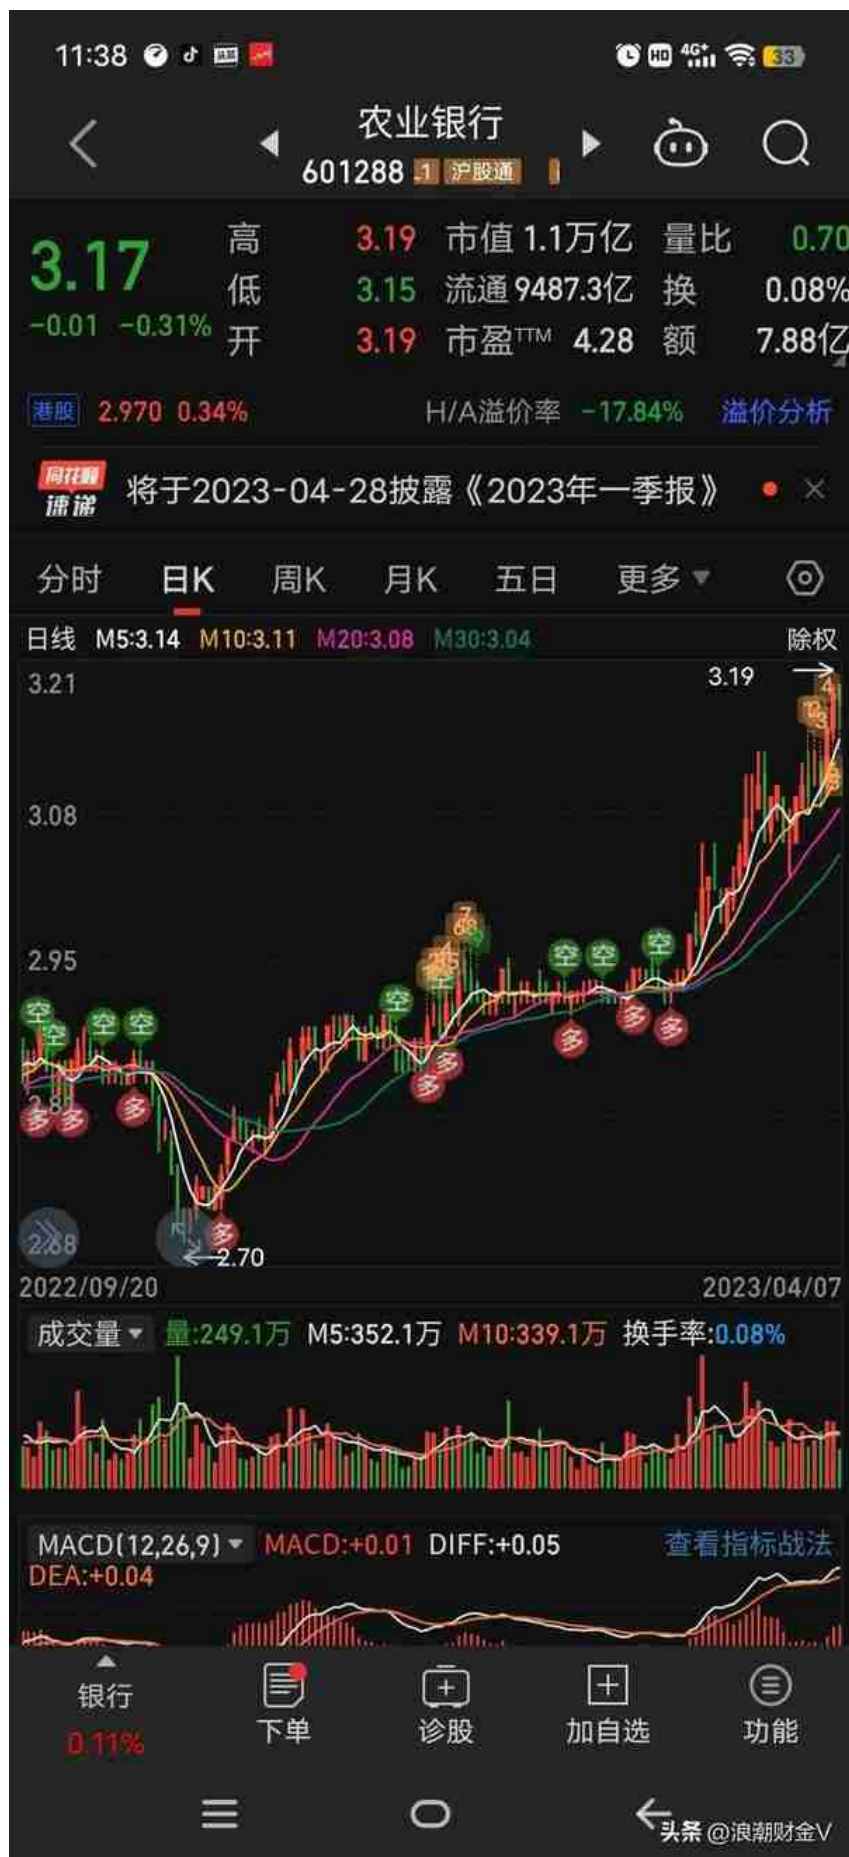 11:38 HD 4G+ 33
农业银行
601288 沪股通
3.17 高 3.19 市值 1.1万亿 量比 0.70
低 3.15 流通 9487.3亿 换 0.08%
-0.01 -0.31% 开 3.19 市盈TTM 4.28 额 7.88亿
港股 2.970 0.34% H/A溢价率 -17.84% 溢价分析
同花顺
速递 将于2023-04-28披露《2023年一季报》
分时 日K 周K 月K 五日 更多
日线 M5:3.14 M10:3.11 M20:3.08 M30:3.04 除权
3.21 3.19
3.08
2.95
空 空 空
空 空 空 空 空
多 多 多
多 多
多 多 多
多
2.68
2.70
2022/09/20 2023/04/07
成交量 量:249.1万 M5:352.1万 M10:339.1万 换手率:0.08%
MACD(12,26,9) MACD:+0.01 DIFF:+0.05 查看指标战法
DEA:+0.04
银行 下单 诊股 加自选 功能
0.11%
头条 @浪潮财金V